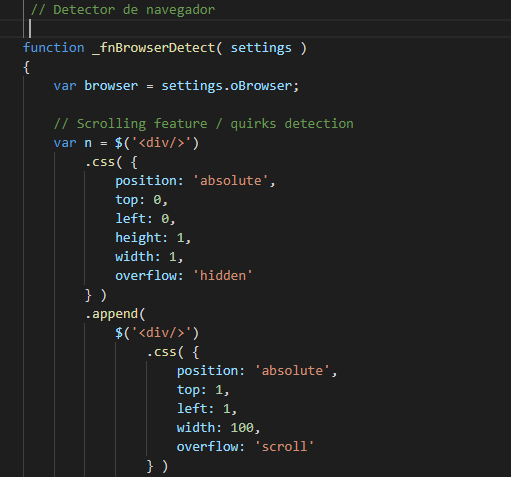 // Detector de navegador
function _fnBrowserDetect( settings )
{
    var browser = settings.oBrowser;
    // Scrolling feature / quirks detection
    var n = $('<div/>')
        .css( {
            position: 'absolute',
            top: 0,
            left: 0,
            height: 1,
            width: 1,
            overflow: 'hidden'
        } )
        .append(
            $('<div/>')
                .css( {
                    position: 'absolute',
                    top: 1,
                    left: 1,
                    width: 100,
                    overflow: 'scroll'
                } )